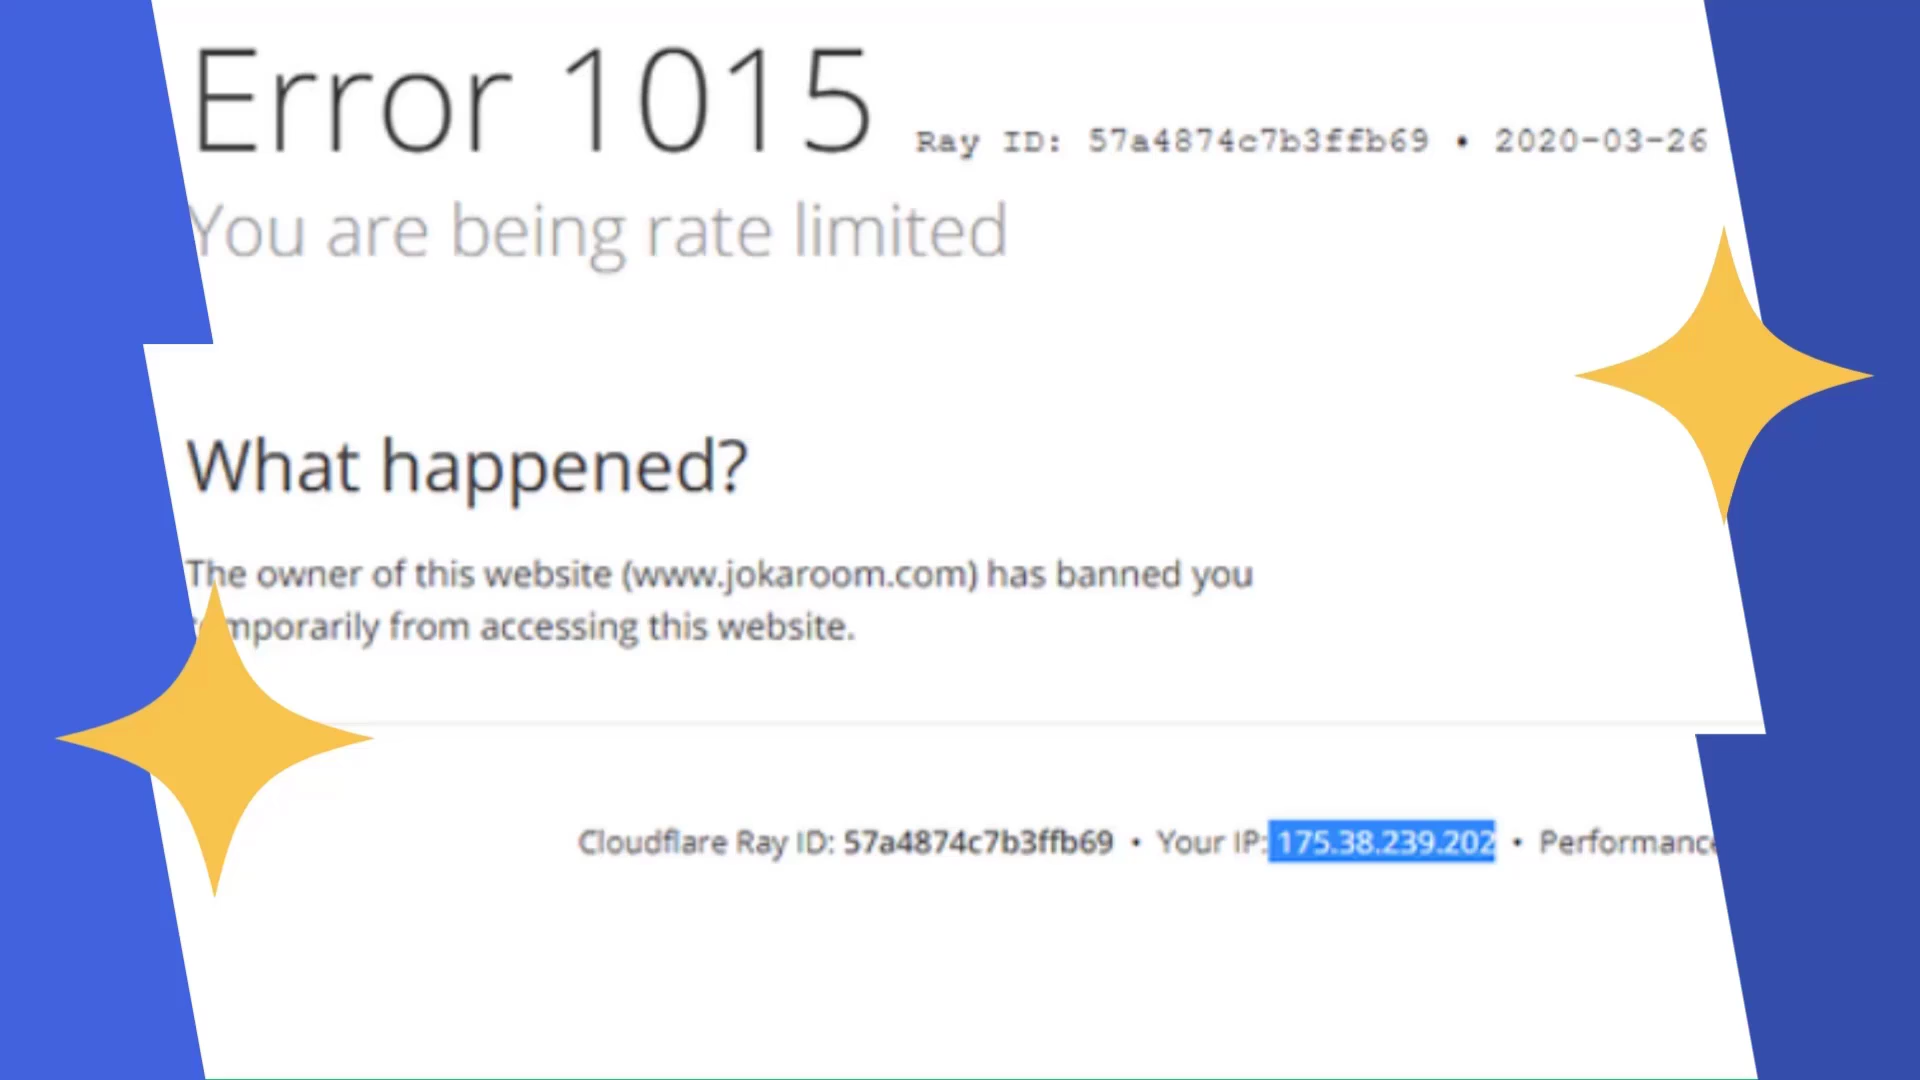 Error 1015 Ray ID: 57a4874c7b3ffb69 • 2020-03-26
You are being rate limited
What happened?
The owner of this website (www.jokaroom.com) has banned you
temporarily from accessing this website.
Cloudflare Ray ID: 57a4874c7b3ffb69 • Your IP: 175.38.239.202 • Performance